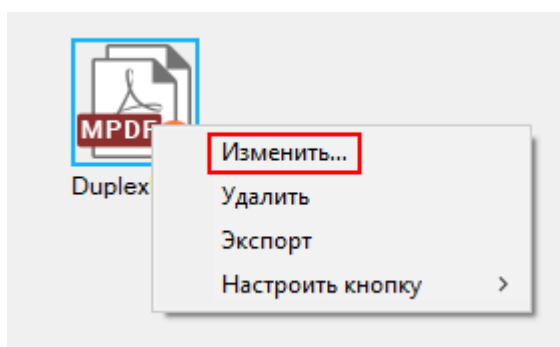 MPDF
Изменить...
Duplex
Удалить
Экспорт
Настроить кнопку